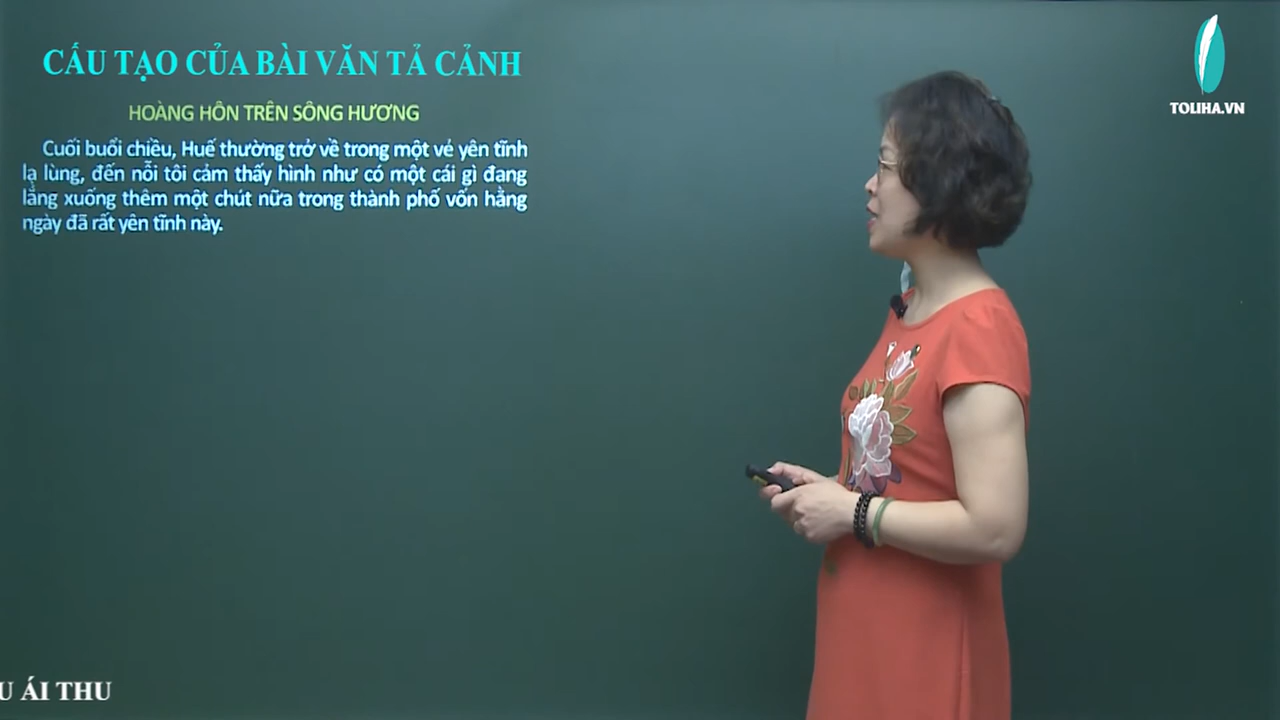 CẤU TẠO CỦA BÀI VĂN TẢ CẢNH
HOÀNG HÔN TRÊN SÔNG HƯƠNG
Cuối buổi chiều, Huế thường trở về trong một vẻ yên tĩnh
lạ lùng, đến nỗi tôi cảm thấy hình như có một cái gì đang
lắng xuống thêm một chút nữa trong thành phố vốn hằng
ngày đã rất yên tĩnh này.
TOLIHA.VN
U ÁI THU